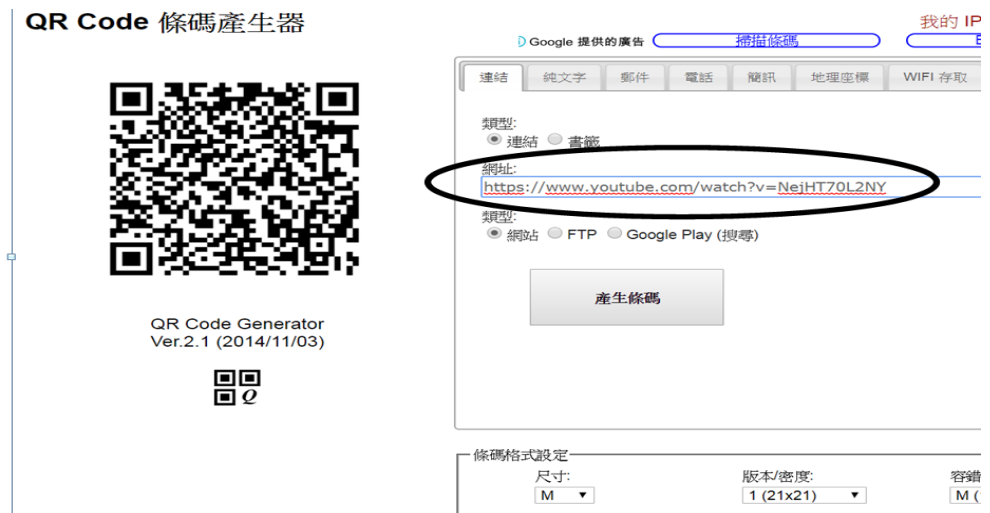 QR Code 條碼產生器
我的 IP
Google 提供的廣告
掃描條碼
連結 純文字 郵件 電話 簡訊 地理座標 WIFI 存取
類型:
連結 書籤
網址:
https://www.youtube.com/watch?v=NejHT70L2NY
類型:
網站 FTP Google Play (搜尋)
產生條碼
QR Code Generator
Ver.2.1 (2014/11/03)
Q
條碼格式設定
尺寸: 版本/密度: 容錯
M 1 (21x21) M (